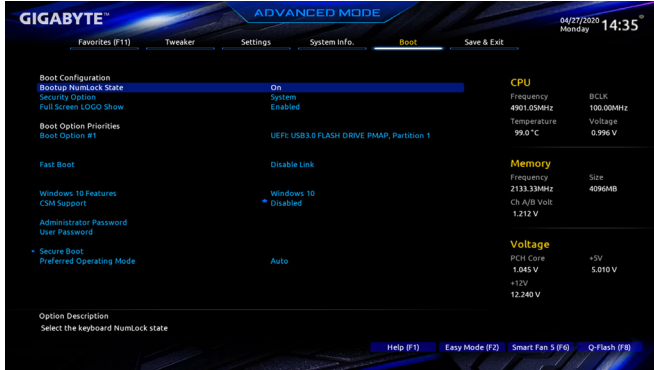 GIGABYTE™
ADVANCED MODE
04/27/2020 Monday 14:35
Favorites (F11) Tweaker Settings System Info. Boot Save & Exit
Boot Configuration
Bootup NumLock State On
Security Option System
Full Screen LOGO Show Enabled
Boot Option Priorities
Boot Option #1 UEFI: USB3.0 FLASH DRIVE PMAP, Partition 1
Fast Boot Disable Link
Windows 10 Features Windows 10
CSM Support * Disabled
Administrator Password
User Password
Secure Boot
Preferred Operating Mode Auto
CPU
Frequency BCLK
4901.05MHz 100.00MHz
Temperature Voltage
99.0 °C 0.996 V
Memory
Frequency Size
2133.33MHz 4096MB
Ch A/B Volt
1.212 V
Voltage
PCH Core +5V
1.045 V 5.010 V
+12V
12.240 V
Option Description
Select the keyboard NumLock state
Help (F1) Easy Mode (F2) Smart Fan 5 (F6) Q-Flash (F8)